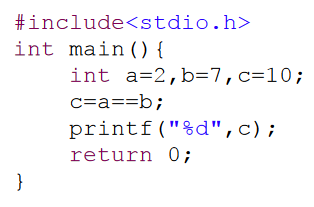 #include<stdio.h>
int main(){
    int a=2,b=7,c=10;
    c=a==b;
    printf("%d",c);
    return 0;
}